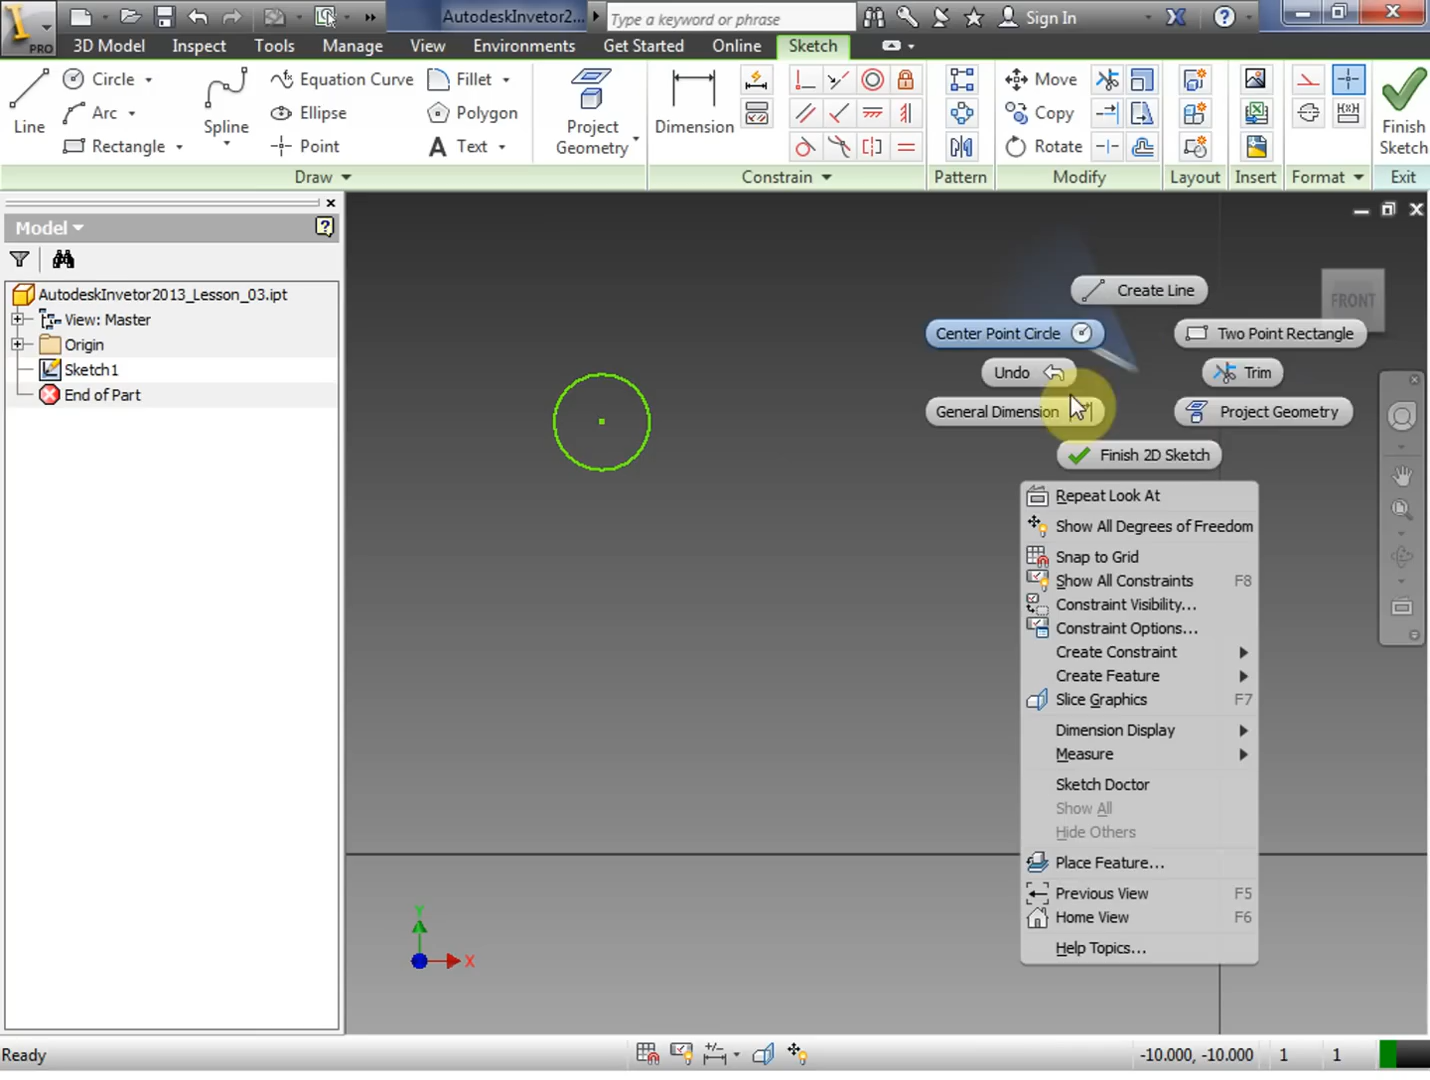 AutodeskInvetor2...
Type a keyword or phrase
Sign In
PRO
3D Model
Inspect
Tools
Manage
View
Environments
Get Started
Online
Sketch
Line
Circle
Arc
Rectangle
Spline
Equation Curve
Ellipse
Point
Fillet
Polygon
A Text
Project
Geometry
Dimension
Move
Copy
Rotate
Finish
Sketch
Draw
Constrain
Pattern
Modify
Layout
Insert
Format
Exit
Model
AutodeskInvetor2013_Lesson_03.ipt
View: Master
Origin
Sketch1
End of Part
FRONT
Create Line
Center Point Circle
Two Point Rectangle
Undo
Trim
General Dimension
Project Geometry
Finish 2D Sketch
Repeat Look At
Show All Degrees of Freedom
Snap to Grid
Show All Constraints F8
Constraint Visibility...
Constraint Options...
Create Constraint
Create Feature
Slice Graphics F7
Dimension Display
Measure
Sketch Doctor
Show All
Hide Others
Place Feature...
Previous View F5
Home View F6
Help Topics...
Y
X
Ready
-10.000, -10.000 1 1